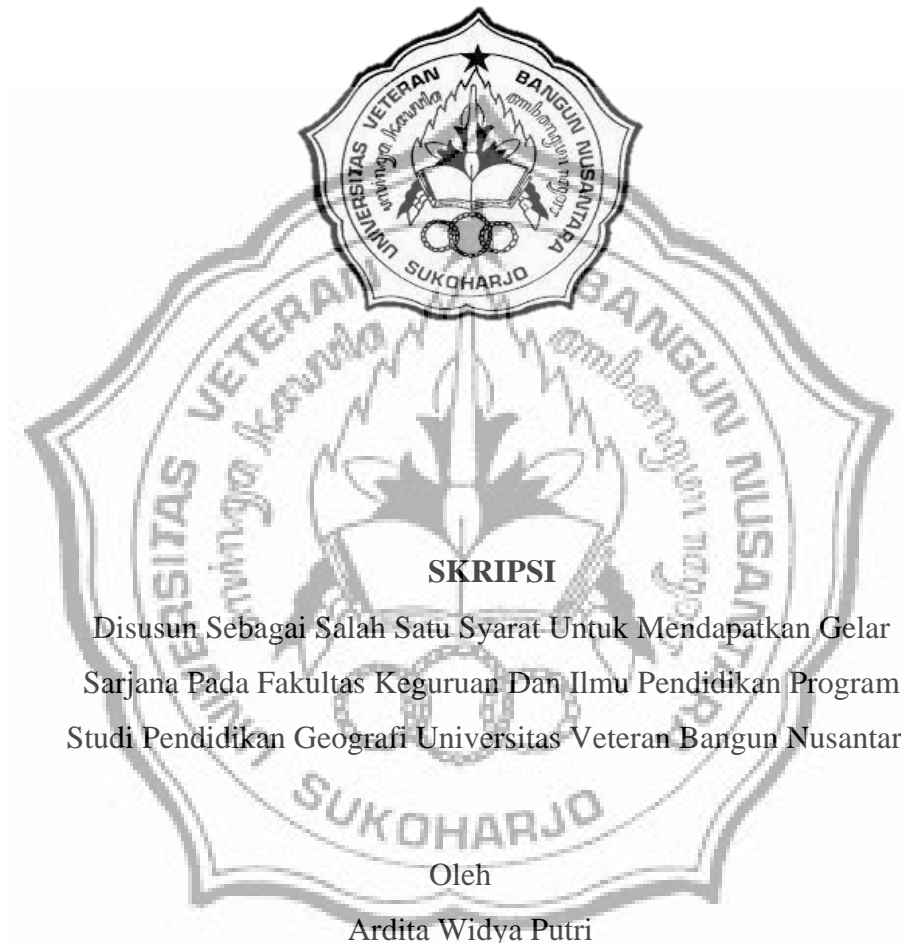 UNIVERSITAS VETERAN BANGUN NUSANTARA
SUKOHARJO
SKRIPSI
Disusun Sebagai Salah Satu Syarat Untuk Mendapatkan Gelar
Sarjana Pada Fakultas Keguruan Dan Ilmu Pendidikan Program
Studi Pendidikan Geografi Universitas Veteran Bangun Nusantar
Oleh
Ardita Widya Putri